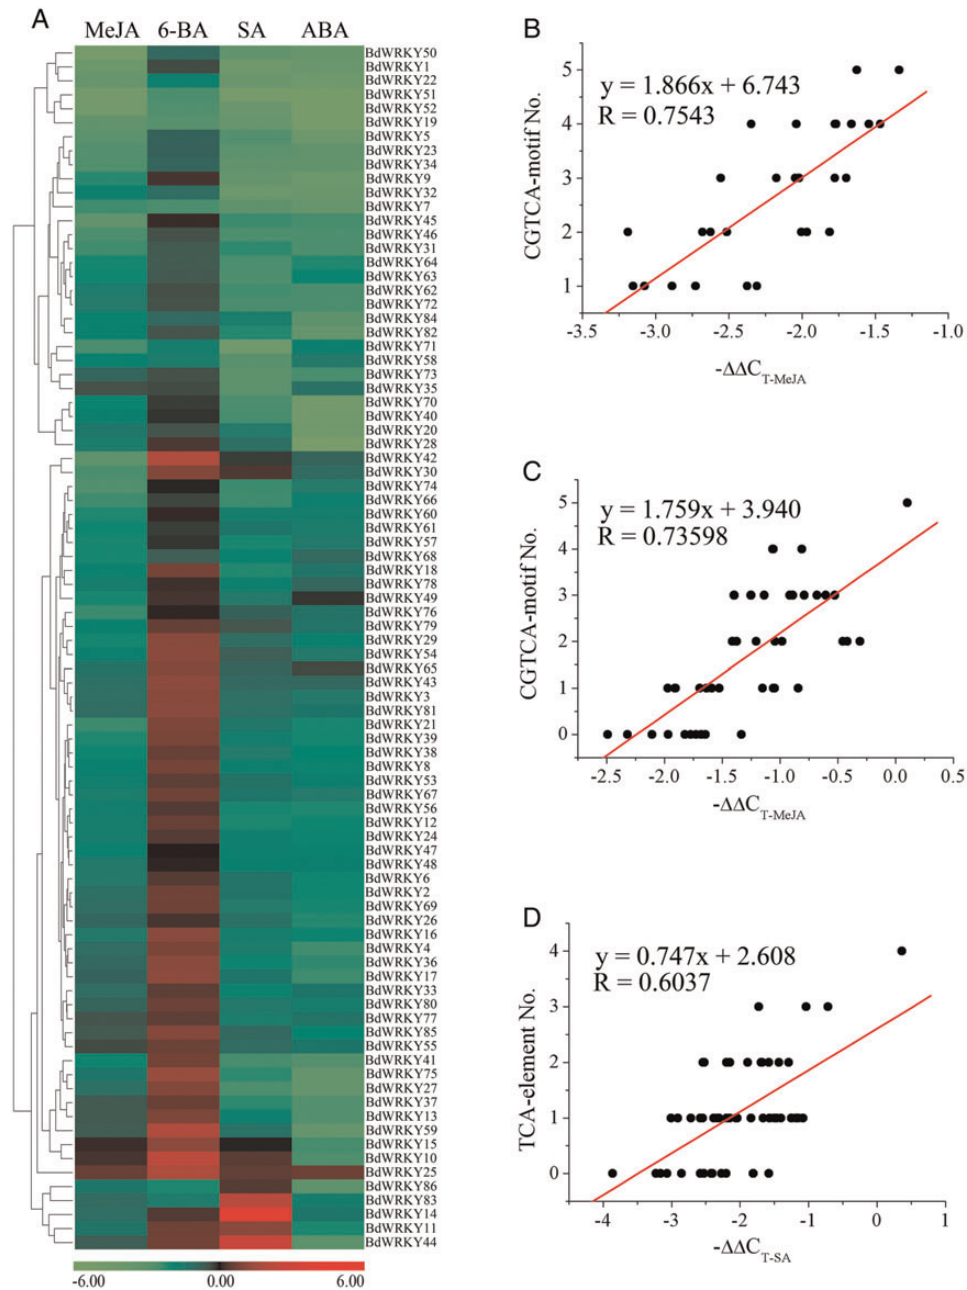 A
MeJA 6-BA SA ABA
BdWRKY50
BdWRKY1
BdWRKY22
BdWRKY51
BdWRKY52
BdWRKY19
BdWRKY5
BdWRKY23
BdWRKY34
BdWRKY9
BdWRKY32
BdWRKY7
BdWRKY45
BdWRKY46
BdWRKY31
BdWRKY64
BdWRKY63
BdWRKY62
BdWRKY72
BdWRKY84
BdWRKY82
BdWRKY71
BdWRKY58
BdWRKY73
BdWRKY35
BdWRKY70
BdWRKY40
BdWRKY20
BdWRKY28
BdWRKY42
BdWRKY30
BdWRKY74
BdWRKY66
BdWRKY60
BdWRKY61
BdWRKY57
BdWRKY68
BdWRKY18
BdWRKY78
BdWRKY49
BdWRKY76
BdWRKY79
BdWRKY29
BdWRKY54
BdWRKY65
BdWRKY43
BdWRKY3
BdWRKY81
BdWRKY21
BdWRKY39
BdWRKY38
BdWRKY8
BdWRKY53
BdWRKY67
BdWRKY56
BdWRKY12
BdWRKY24
BdWRKY47
BdWRKY48
BdWRKY6
BdWRKY2
BdWRKY69
BdWRKY26
BdWRKY16
BdWRKY4
BdWRKY36
BdWRKY17
BdWRKY33
BdWRKY80
BdWRKY77
BdWRKY85
BdWRKY55
BdWRKY41
BdWRKY75
BdWRKY27
BdWRKY37
BdWRKY13
BdWRKY59
BdWRKY15
BdWRKY10
BdWRKY25
BdWRKY86
BdWRKY83
BdWRKY14
BdWRKY11
BdWRKY44
-6.00 0.00 6.00
B
y = 1.866x + 6.743
R = 0.7543
CGTCA-motif No.
5
4
3
2
1
-3.5 -3.0 -2.5 -2.0 -1.5 -1.0
-ΔΔCT-MeJA
C
y = 1.759x + 3.940
R = 0.73598
CGTCA-motif No.
5
4
3
2
1
0
-2.5 -2.0 -1.5 -1.0 -0.5 0.0 0.5
-ΔΔCT-MeJA
D
y = 0.747x + 2.608
R = 0.6037
TCA-element No.
4
3
2
1
0
-4 -3 -2 -1 0 1
-ΔΔCT-SA